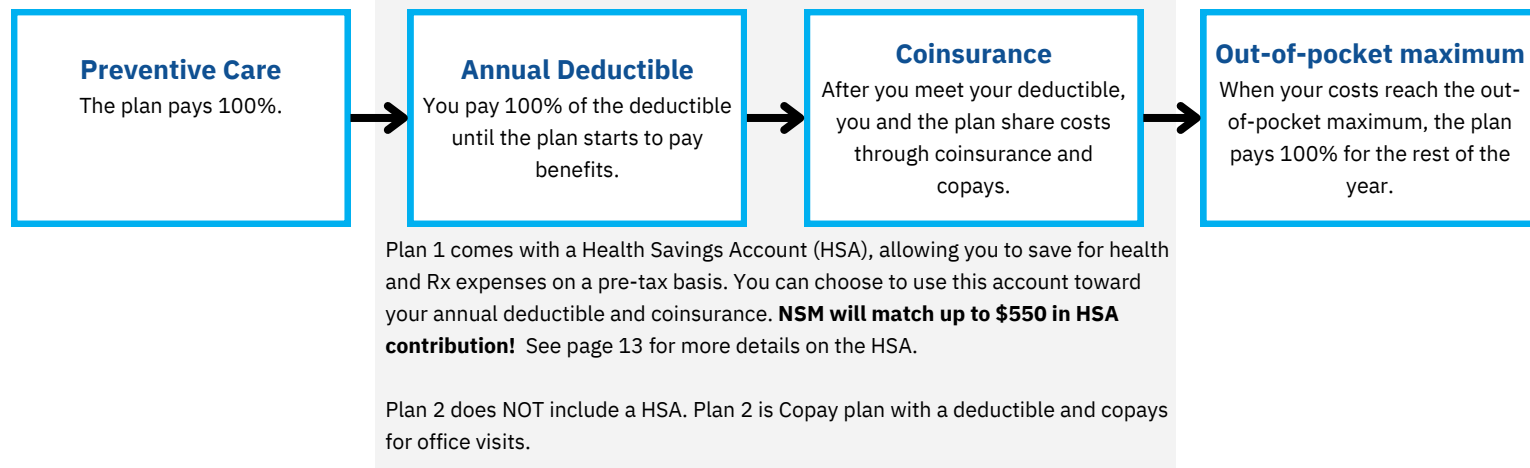 Preventive Care
The plan pays 100%.
Annual Deductible
You pay 100% of the deductible
until the plan starts to pay
benefits.
Coinsurance
After you meet your deductible,
you and the plan share costs
through coinsurance and
copays.
Out-of-pocket maximum
When your costs reach the out-
of-pocket maximum, the plan
pays 100% for the rest of the
year.
Plan 1 comes with a Health Savings Account (HSA), allowing you to save for health
and Rx expenses on a pre-tax basis. You can choose to use this account toward
your annual deductible and coinsurance. NSM will match up to $550 in HSA
contribution! See page 13 for more details on the HSA.
Plan 2 does NOT include a HSA. Plan 2 is Copay plan with a deductible and copays
for office visits.